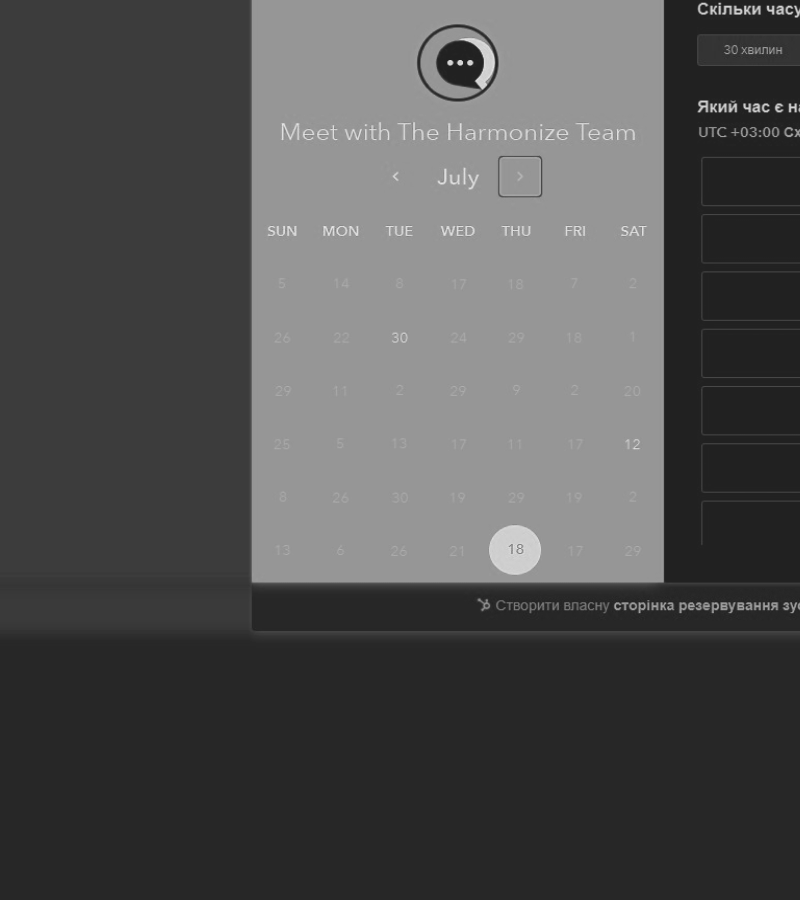 Скільки часу
30 хвилин
Який час є на
UTC +03:00 Сх
Meet with The Harmonize Team
July
SUN MON TUE WED THU FRI SAT
5 14 8 17 18 7 2
26 22 30 24 29 18 1
29 11 2 29 9 2 20
25 5 13 17 11 17 12
8 26 30 19 29 19 2
13 6 26 21 18 17 29
Створити власну сторінка резервування зус